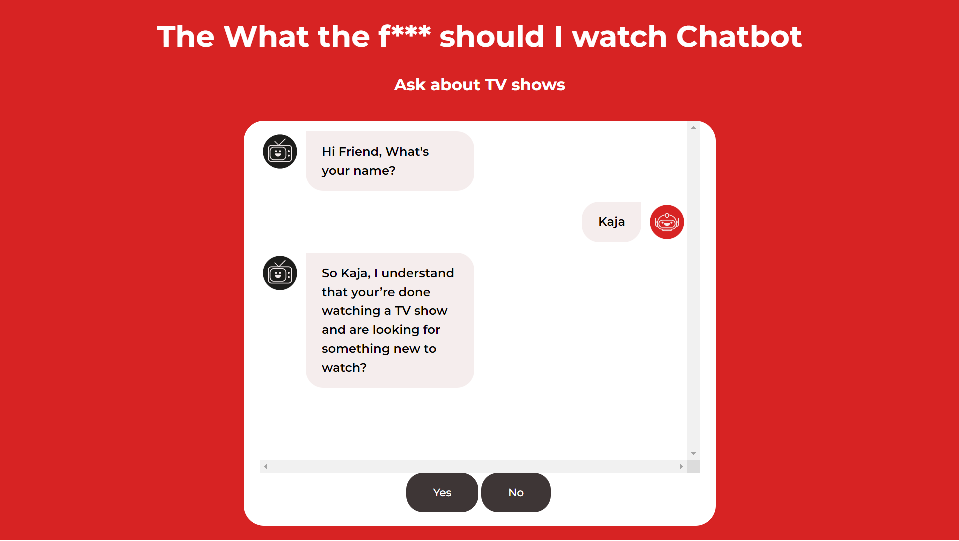 The What the f*** should I watch Chatbot
Ask about TV shows
Hi Friend, What's
your name?
Kaja
So Kaja, I understand
that your’re done
watching a TV show
and are looking for
something new to
watch?
Yes
No